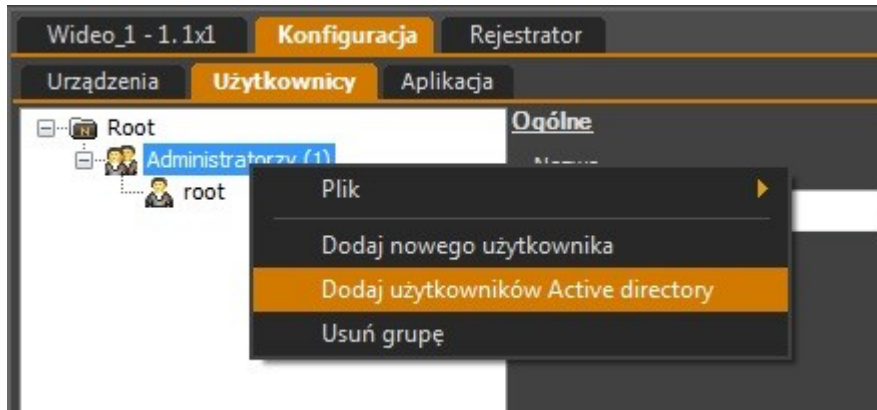 Wideo_1 - 1. 1x1 Konfiguracja Rejestrator
Urządzenia Użytkownicy Aplikacja
Root
Administratorzy (1)
root
Ogólne
Nazwa
Plik
Dodaj nowego użytkownika
Dodaj użytkowników Active directory
Usuń grupę